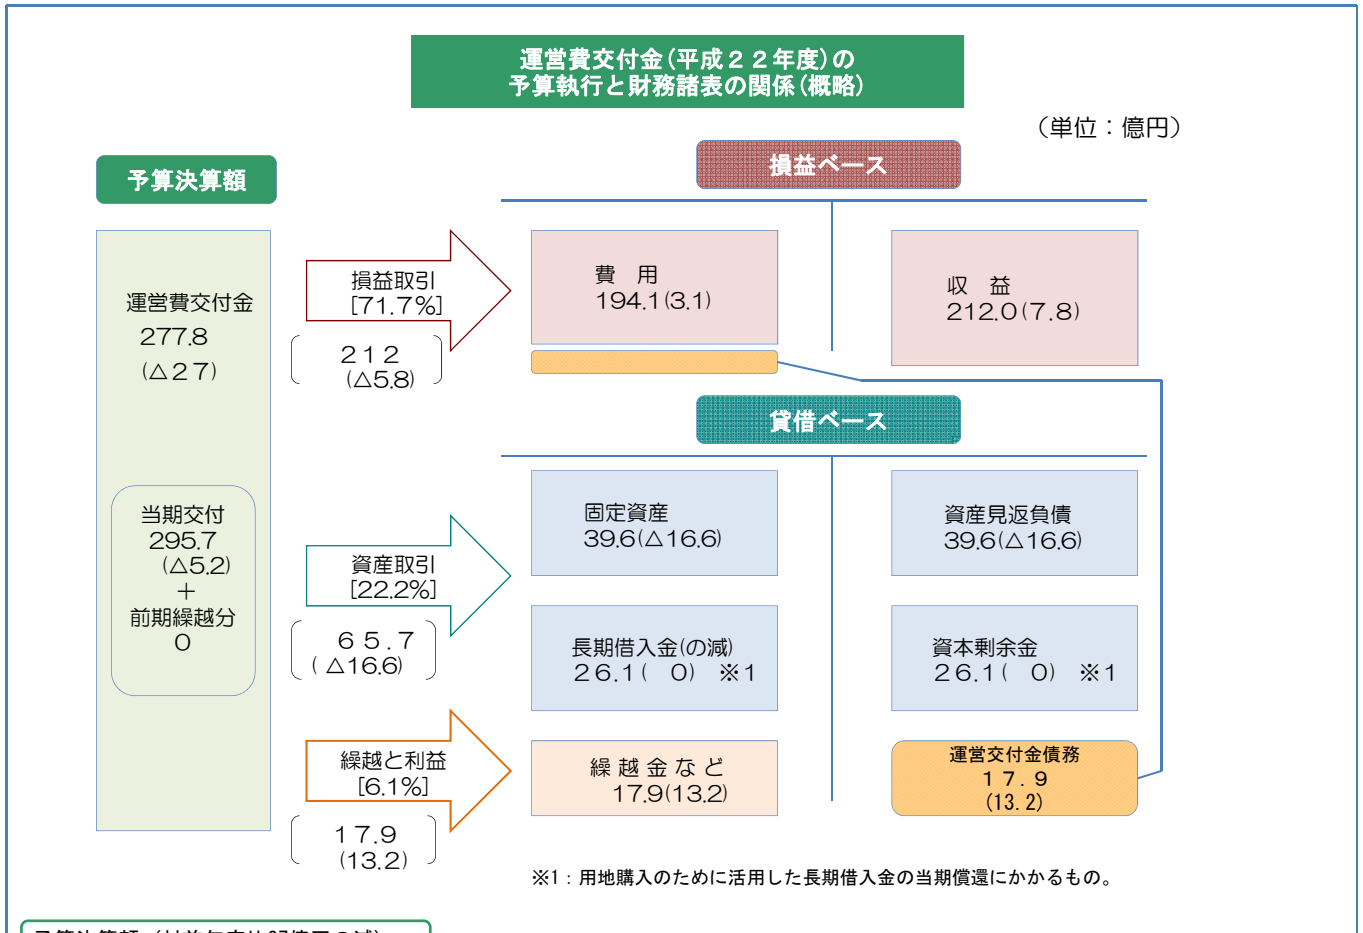 運営費交付金(平成２２年度)の
予算執行と財務諸表の関係(概略)
（単位：億円）
予算決算額
運営費交付金
277.8
(△２７)
当期交付
295.7
(△5.2)
＋
前期繰越分
０
損益取引
[71.7%]
２１２
(△5.8)
資産取引
[22.2%]
６５.７
( △16.6)
繰越と利益
[6.1%]
１７.９
(13.2)
損益ベース
費　用
194.1(3.1)
収　益
212.0(7.8)
貸借ベース
固定資産
39.6(△16.6)
資産見返負債
39.6(△16.6)
長期借入金(の減)
２６.１(　０)　※１
資本剰余金
２６.１(　０)　※１
繰 越 金 な ど
17.9(13.2)
運営交付金債務
１７．９
(13.2)
※1：用地購入のために活用した長期借入金の当期償還にかかるもの。